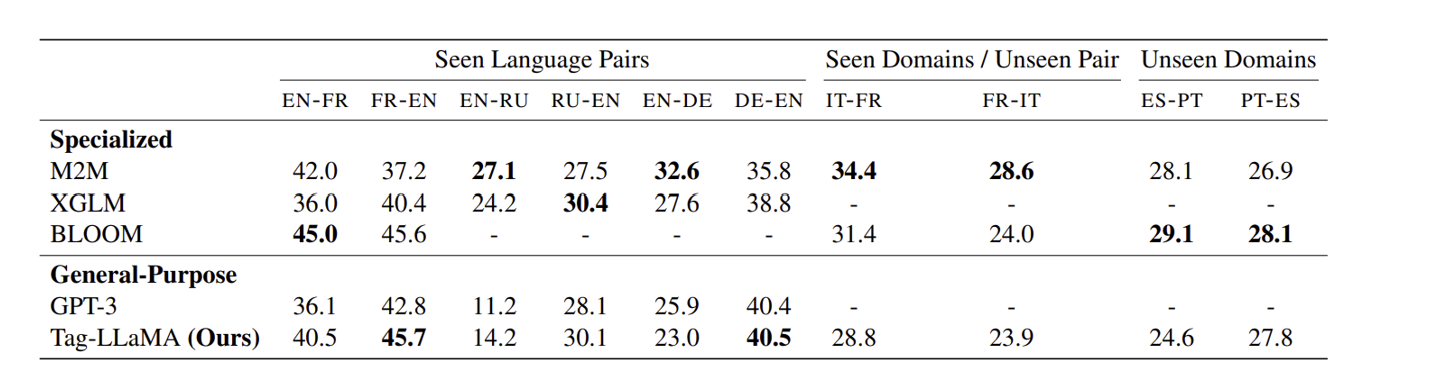 Seen Language Pairs Seen Domains / Unseen Pair Unseen Domains
EN-FR FR-EN EN-RU RU-EN EN-DE DE-EN IT-FR FR-IT ES-PT PT-ES
Specialized
M2M 42.0 37.2 27.1 27.5 32.6 35.8 34.4 28.6 28.1 26.9
XGLM 36.0 40.4 24.2 30.4 27.6 38.8 - - - -
BLOOM 45.0 45.6 - - - - 31.4 24.0 29.1 28.1
General-Purpose
GPT-3 36.1 42.8 11.2 28.1 25.9 40.4 - - - -
Tag-LLaMA (Ours) 40.5 45.7 14.2 30.1 23.0 40.5 28.8 23.9 24.6 27.8